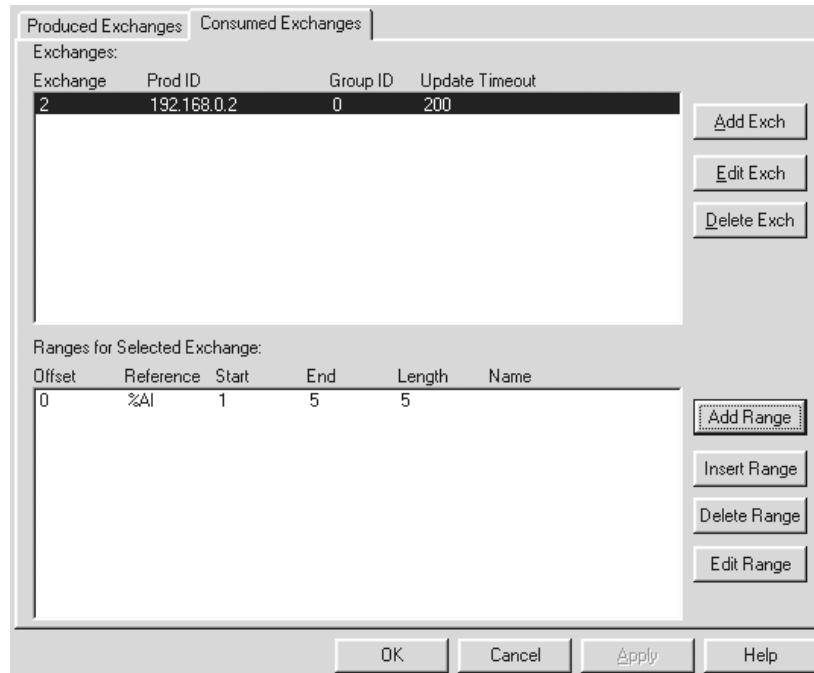 Produced Exchanges Consumed Exchanges
Exchanges:
Exchange Prod ID Group ID Update Timeout
2 192.168.0.2 0 200
Add Exch
Edit Exch
Delete Exch
Ranges for Selected Exchange:
Offset Reference Start End Length Name
0 %AI 1 5 5
Add Range
Insert Range
Delete Range
Edit Range
OK Cancel Apply Help